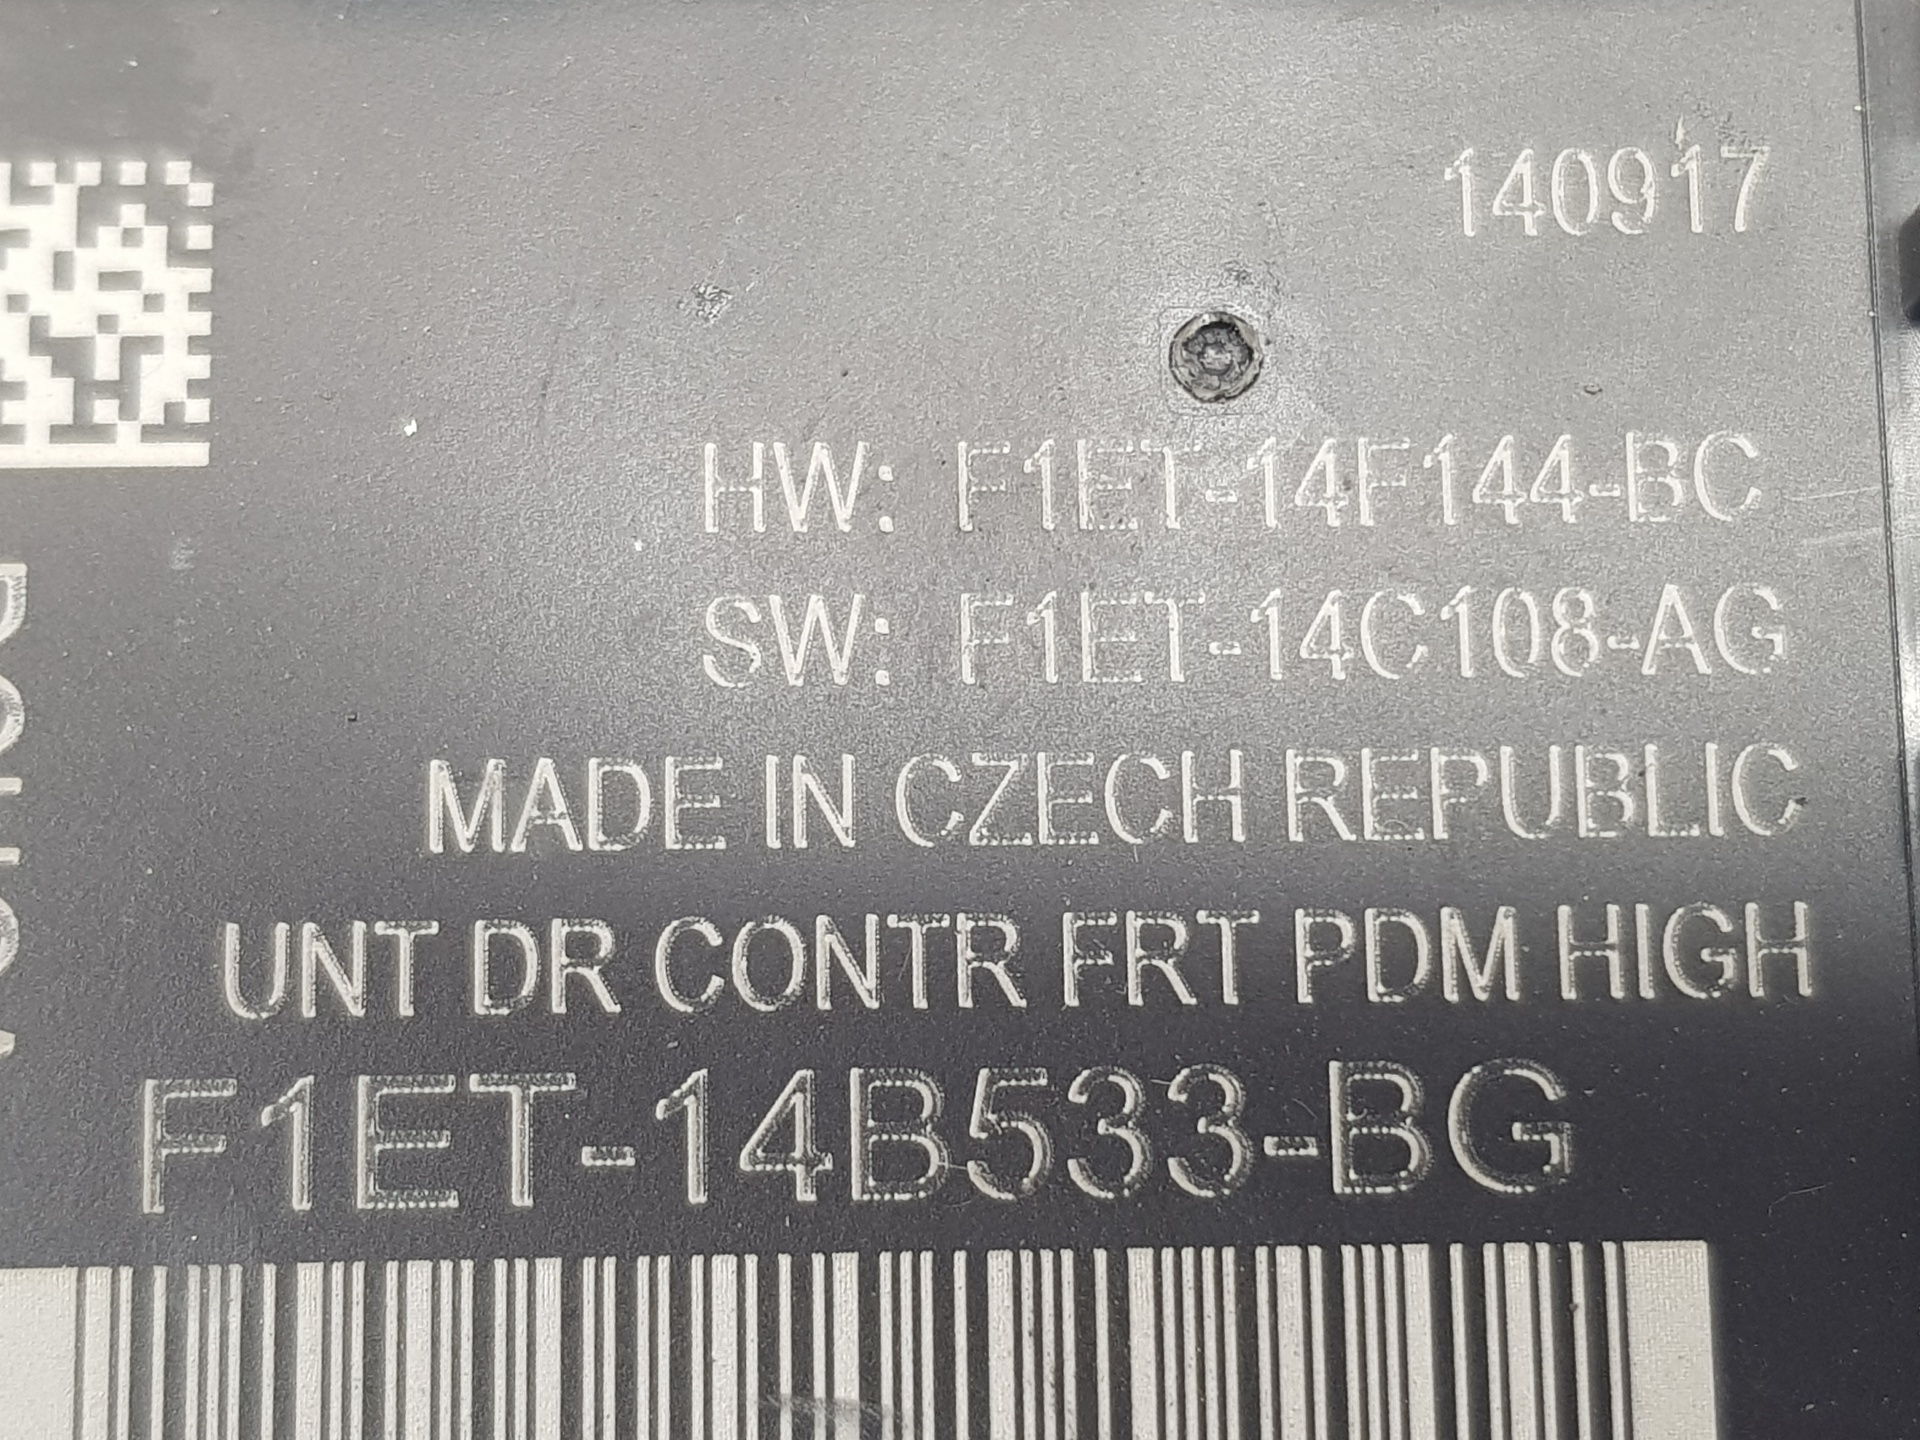 140917
HW: F1ET-14F144-BC
SW: F1ET-14C108-AG
MADE IN CZECH REPUBLIC
UNT DR CONTR FRT PDM HIGH
F1ET-14B533-BG